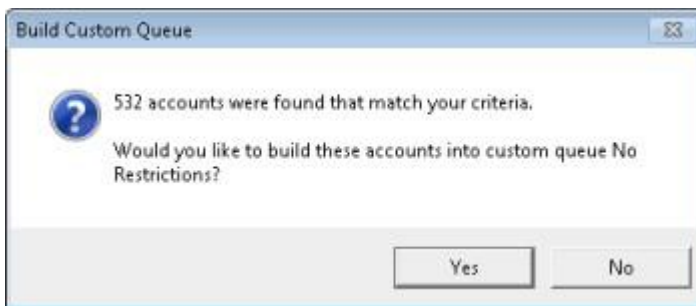 Build Custom Queue
532 accounts were found that match your criteria.
Would you like to build these accounts into custom queue No
Restrictions?
Yes
No